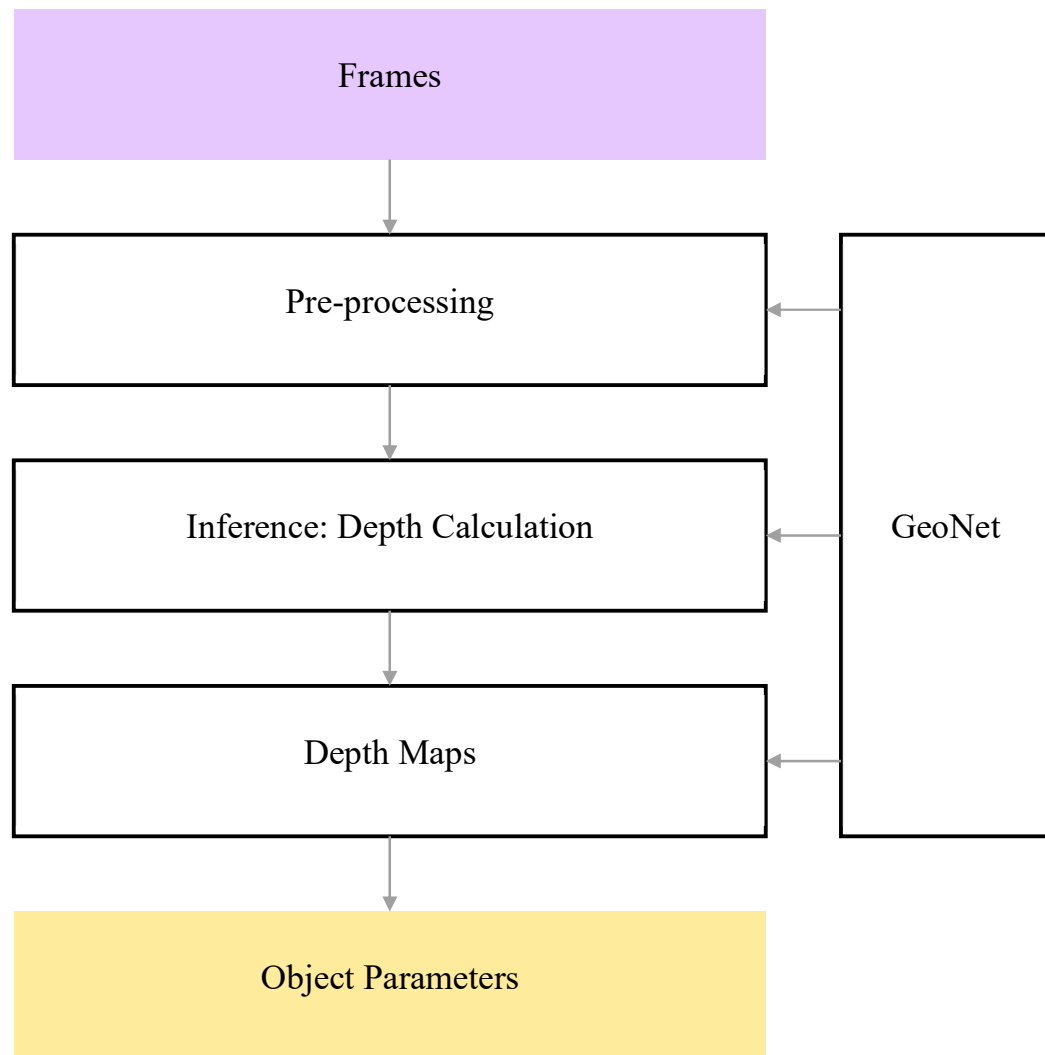 Frames
Pre-processing
Inference: Depth Calculation
GeoNet
Depth Maps
Object Parameters